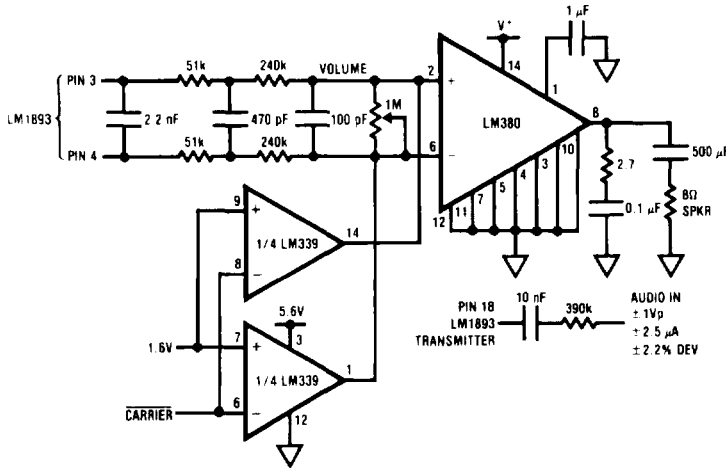 1 μF
V+
51k
240k
VOLUME
14
1
PIN 3
2
+
8
LM1893
2.2 nF
470 pF
100 pF
1M
LM380
500 μF
51k
240k
PIN 4
6
−
10
3
4
5
7
11
12
2.7
0.1 μF
8Ω
SPKR
9
+
1/4 LM339
14
8
−
5.6V
3
1.6V
7
+
1/4 LM339
1
CARRIER
6
−
12
PIN 18
LM1893
TRANSMITTER
10 nF
390k
AUDIO IN
±1Vp
±2.5 μA
±2.2% DEV